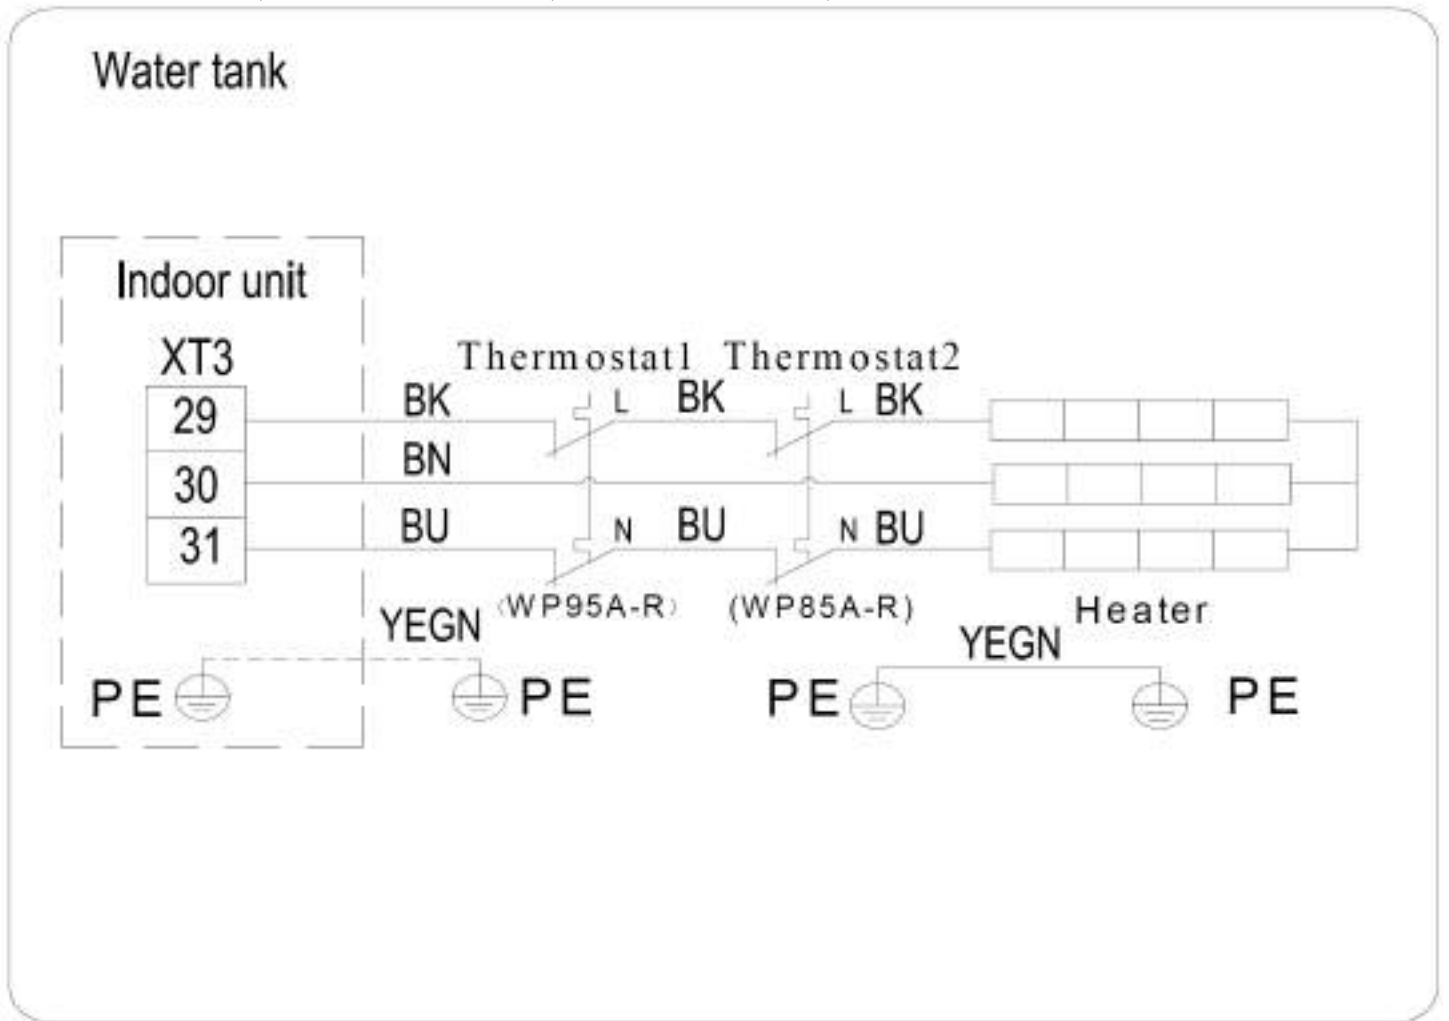 Water tank
Indoor unit
XT3
Thermostat1 Thermostat2
29 BK L BK L BK
30 BN
31 BU N BU N BU
(WP95A-R) (WP85A-R) Heater
YEGN YEGN
PE PE PE PE